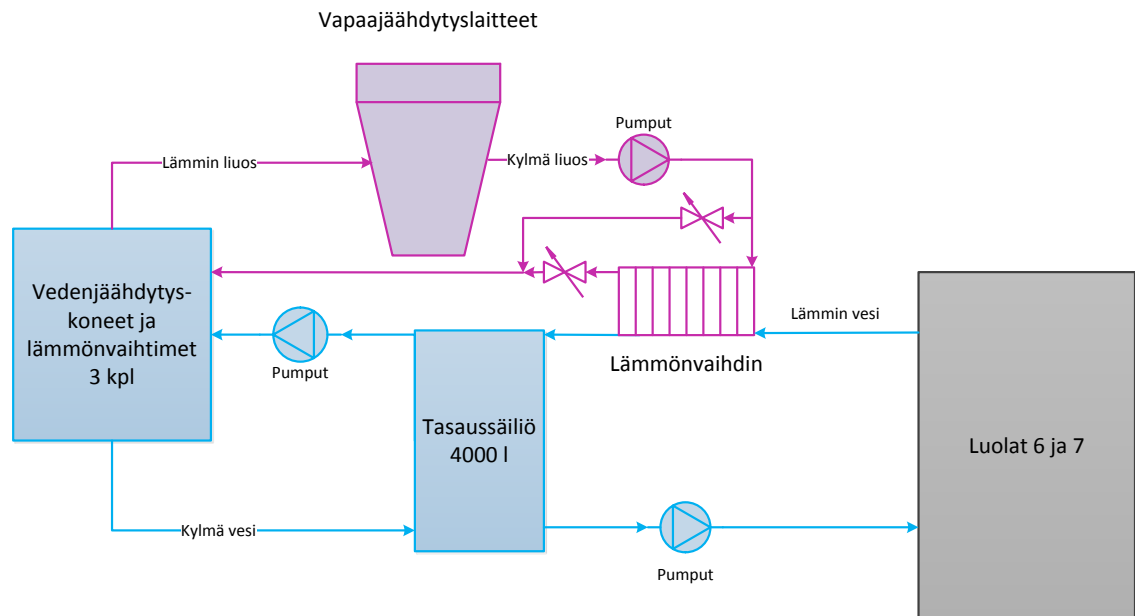 Vapaajäähdytyslaitteet
Pumput
Lämmin liuos
Kylmä liuos
Vedenjäähdytys-
koneet ja
lämmönvaihtimet
3 kpl
Lämmin vesi
Pumput
Lämmönvaihdin
Tasaussäiliö
4000 l
Luolat 6 ja 7
Kylmä vesi
Pumput